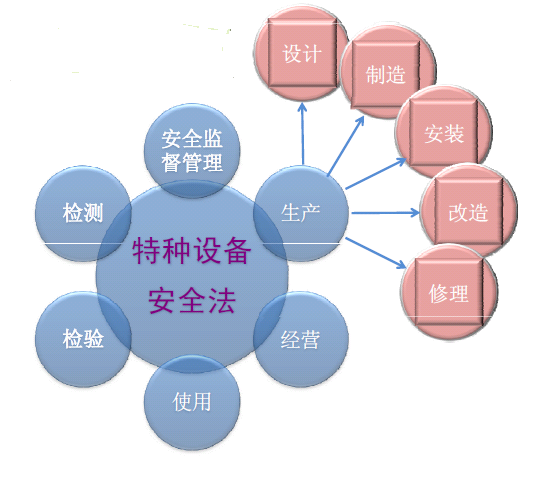 设计
制造
安装
改造
修理
安全监
督管理
检测
生产
特种设备
安全法
检验
经营
使用